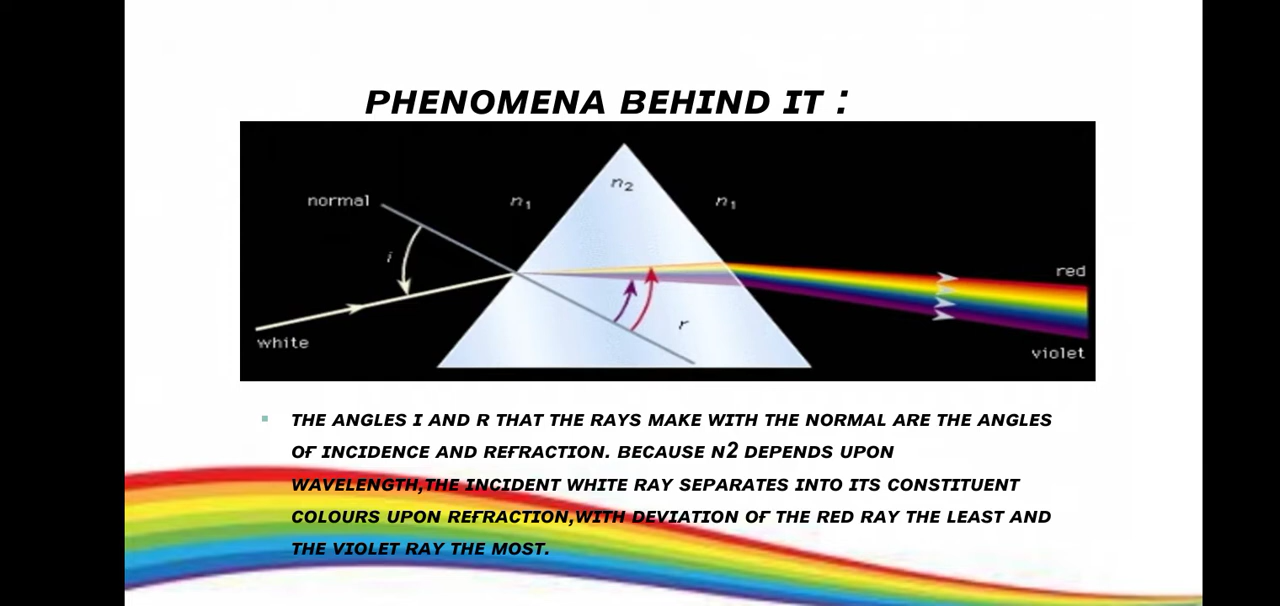 PHENOMENA BEHIND IT :
normal
n1
n2
n1
i
red
r
white
violet
THE ANGLES I AND R THAT THE RAYS MAKE WITH THE NORMAL ARE THE ANGLES
OF INCIDENCE AND REFRACTION. BECAUSE N2 DEPENDS UPON
WAVELENGTH,THE INCIDENT WHITE RAY SEPARATES INTO ITS CONSTITUENT
COLOURS UPON REFRACTION,WITH DEVIATION OF THE RED RAY THE LEAST AND
THE VIOLET RAY THE MOST.